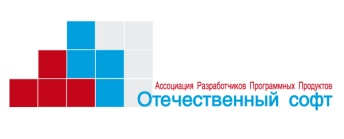 Ассоциация Разработчиков Программных Продуктов
Отечественный софт